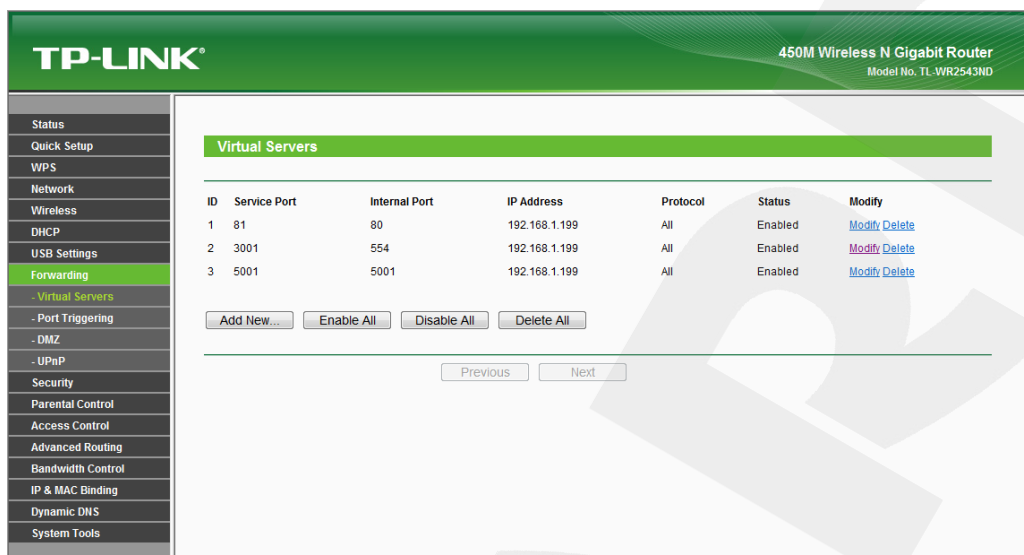 TP-LINK®
450M Wireless N Gigabit Router
Model No. TL-WR2543ND
Status
Quick Setup
WPS
Network
Wireless
DHCP
USB Settings
Forwarding
- Virtual Servers
- Port Triggering
- DMZ
- UPnP
Security
Parental Control
Access Control
Advanced Routing
Bandwidth Control
IP & MAC Binding
Dynamic DNS
System Tools
Virtual Servers
ID Service Port Internal Port IP Address Protocol Status Modify
1 81 80 192.168.1.199 All Enabled Modify Delete
2 3001 554 192.168.1.199 All Enabled Modify Delete
3 5001 5001 192.168.1.199 All Enabled Modify Delete
Add New... Enable All Disable All Delete All
Previous Next